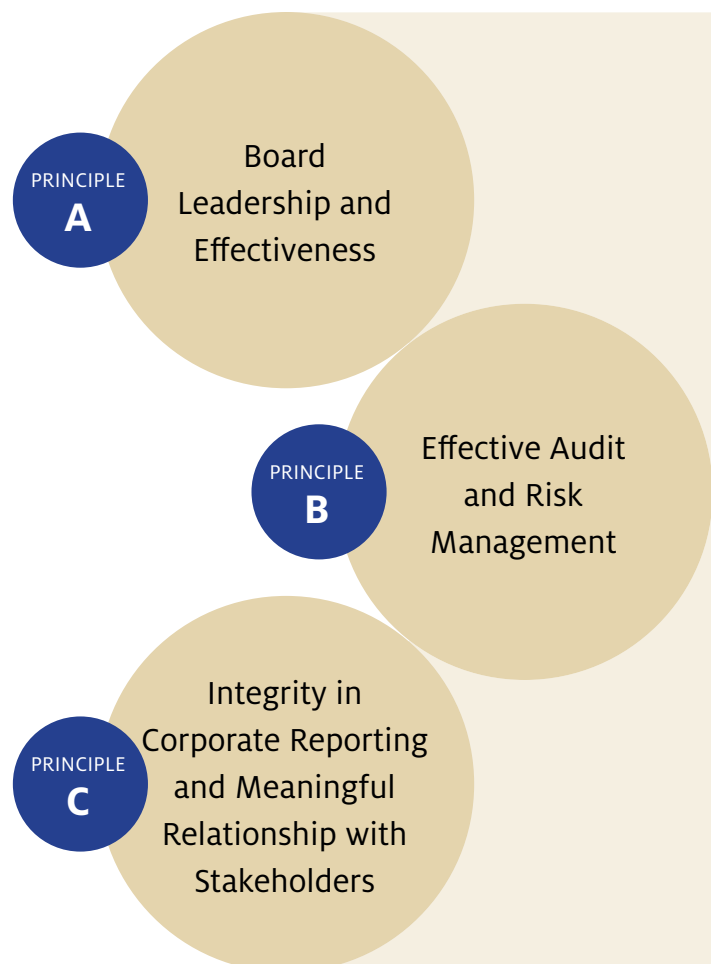 PRINCIPLE
A
Board
Leadership and
Effectiveness
PRINCIPLE
B
Effective Audit
and Risk
Management
PRINCIPLE
C
Integrity in
Corporate Reporting
and Meaningful
Relationship with
Stakeholders